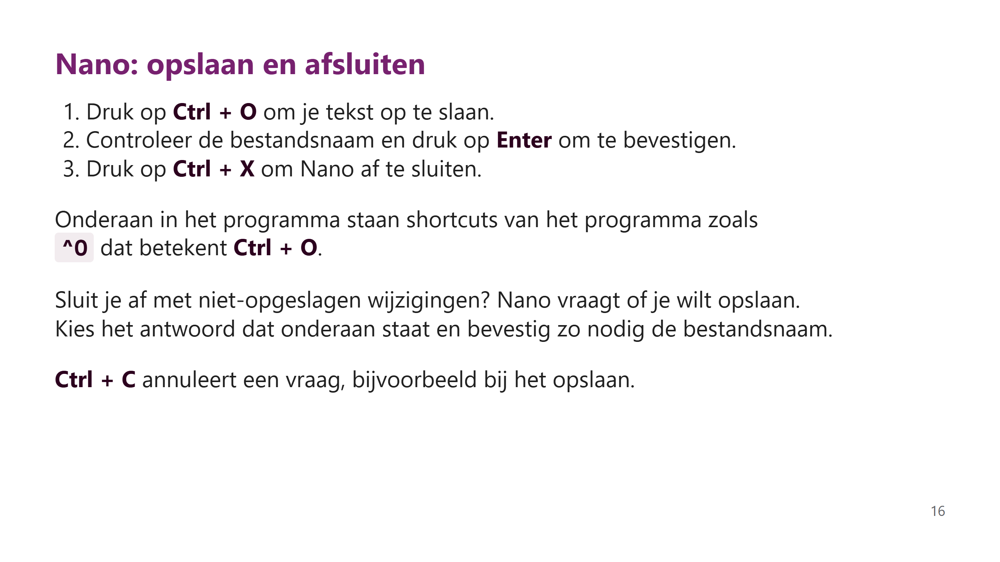 Nano: opslaan en afsluiten
1. Druk op Ctrl + O om je tekst op te slaan.
2. Controleer de bestandsnaam en druk op Enter om te bevestigen.
3. Druk op Ctrl + X om Nano af te sluiten.
Onderaan in het programma staan shortcuts van het programma zoals
^O dat betekent Ctrl + O.
Sluit je af met niet-opgeslagen wijzigingen? Nano vraagt of je wilt opslaan.
Kies het antwoord dat onderaan staat en bevestig zo nodig de bestandsnaam.
Ctrl + C annuleert een vraag, bijvoorbeeld bij het opslaan.
16